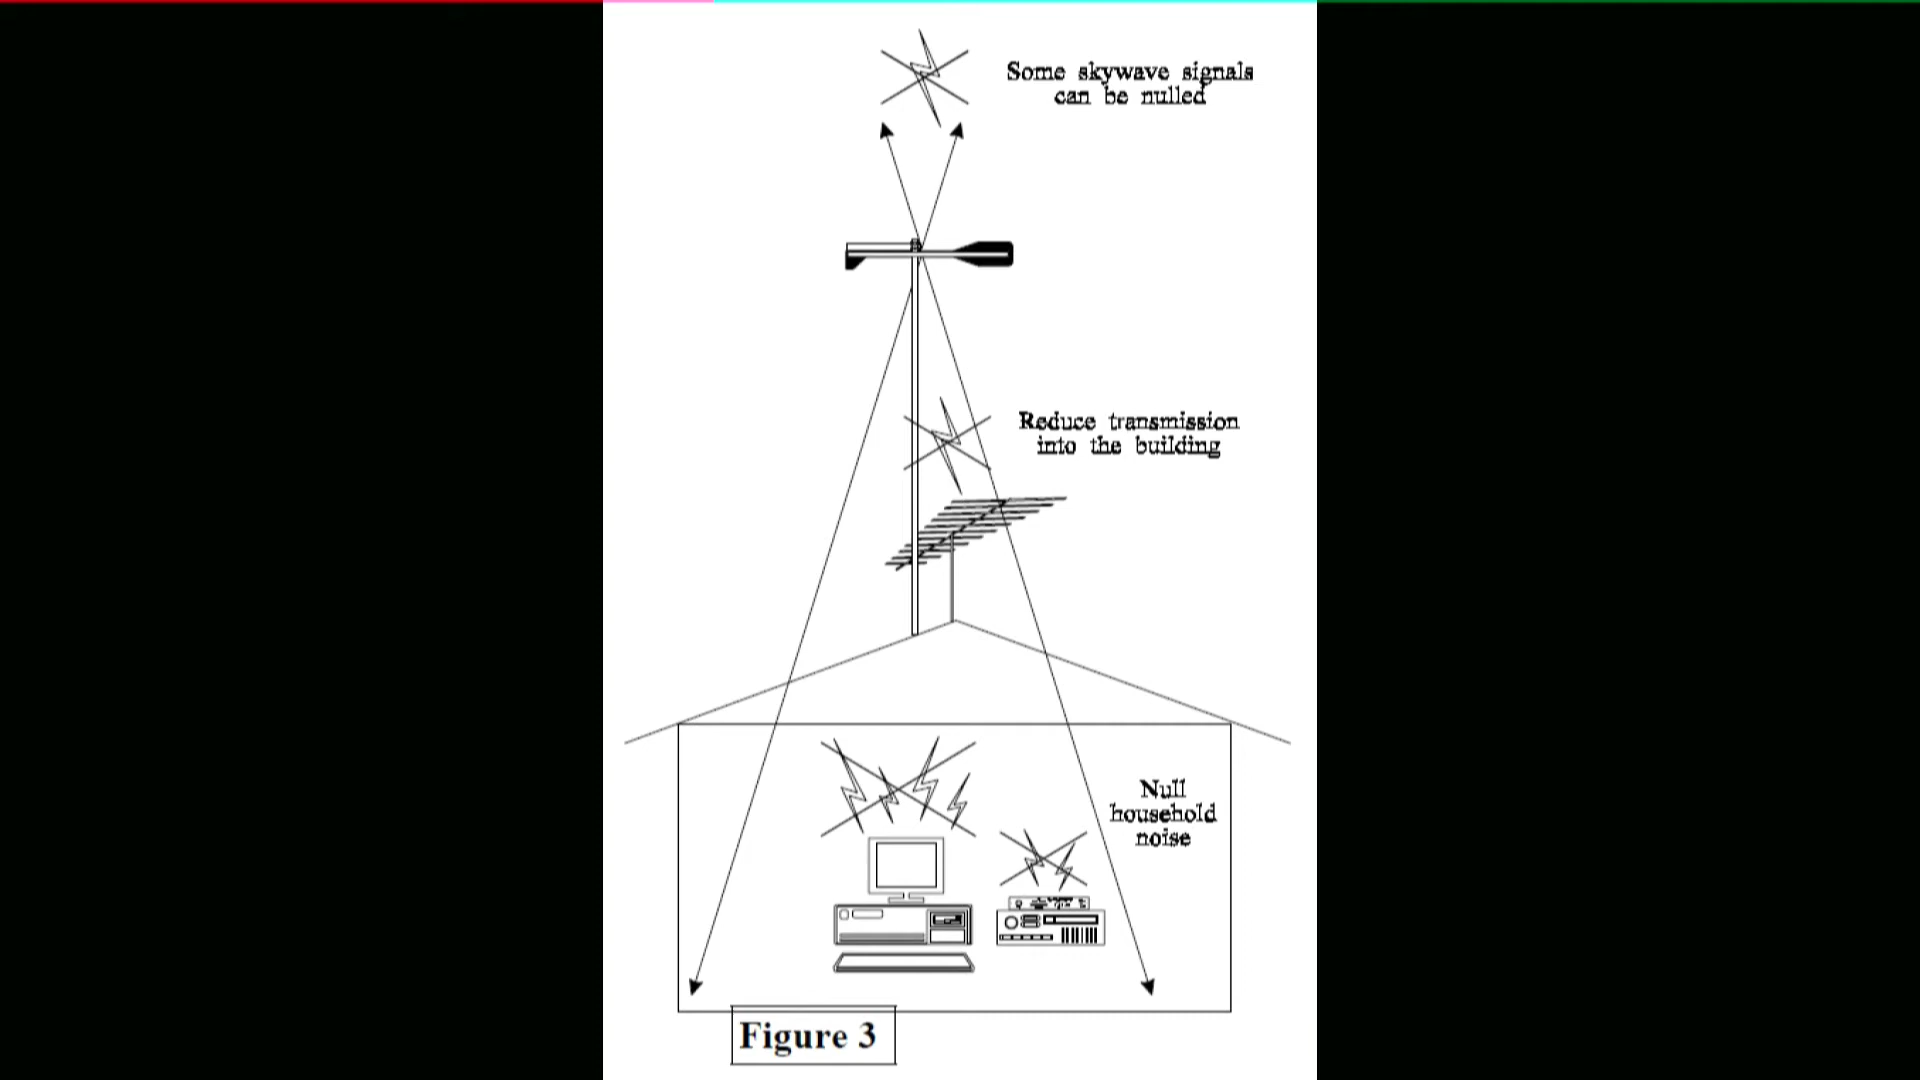 Some skywave signals
can be nulled
Reduce transmission
into the building
Null
household
noise
Figure 3